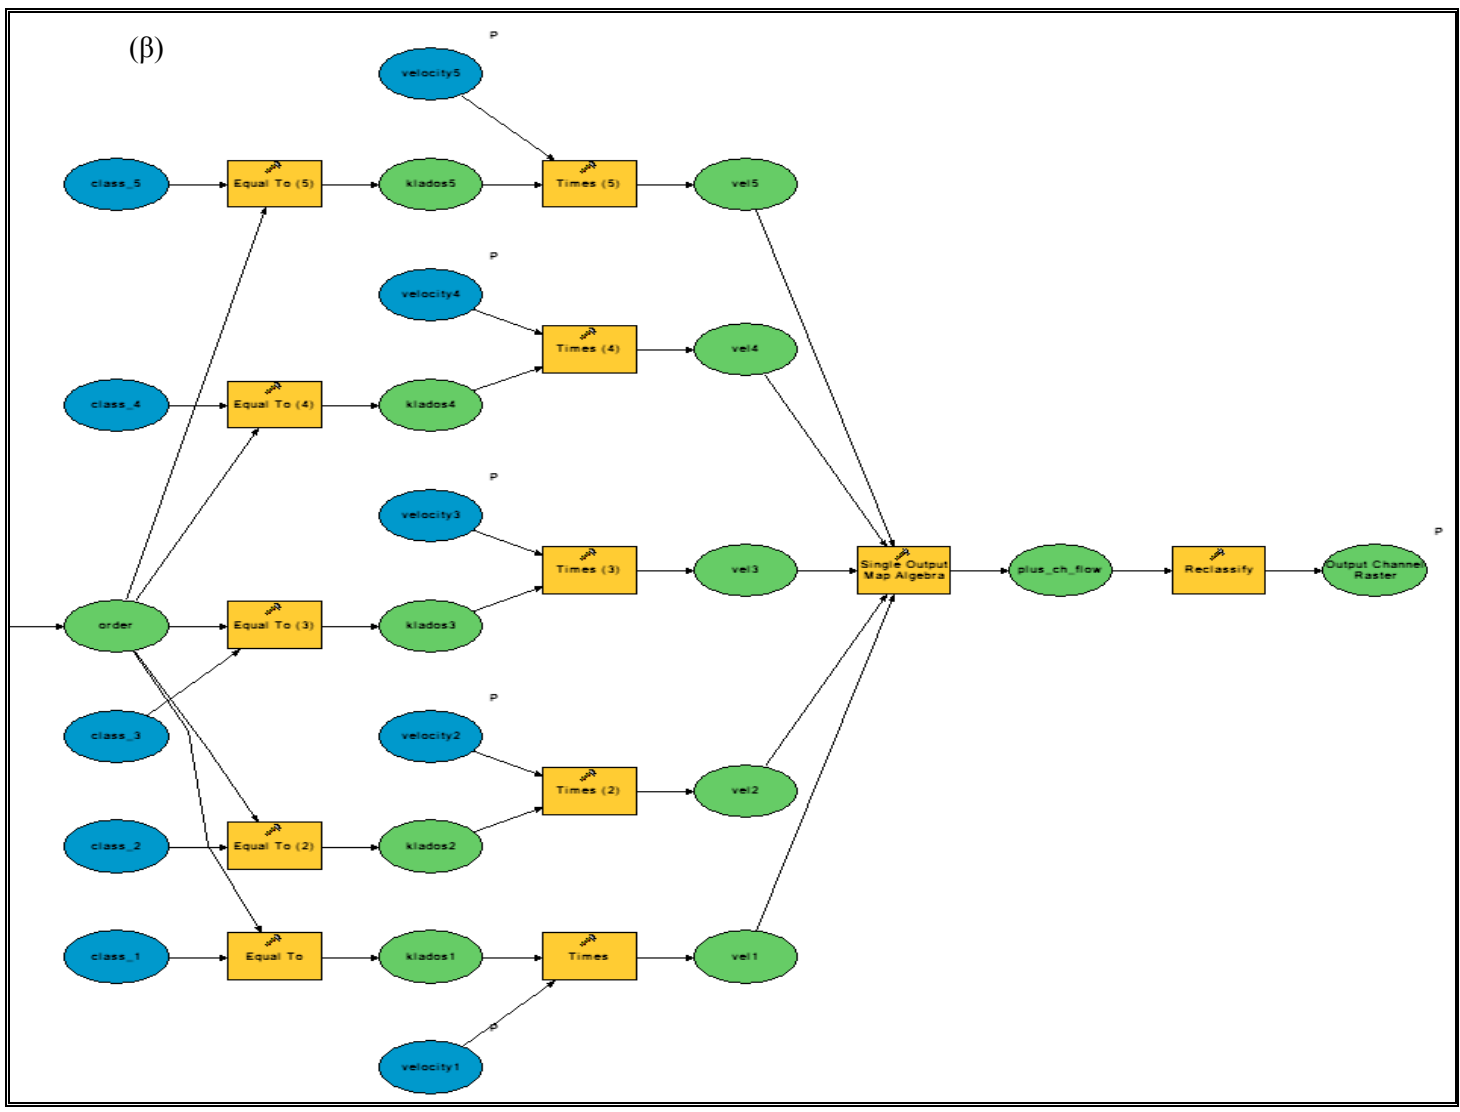 (β)
P
velocity5
class_5
Equal To (5)
klados5
Times (5)
vel5
P
velocity4
Times (4)
vel4
class_4
Equal To (4)
klados4
P
velocity3
Times (3)
vel3
Single Output
Map Algebra
plus_ch_flow
Reclassify
P
Output Channel
Raster
order
Equal To (3)
klados3
P
class_3
velocity2
Times (2)
vel2
class_2
Equal To (2)
klados2
class_1
Equal To
klados1
Times
vel1
P
velocity1